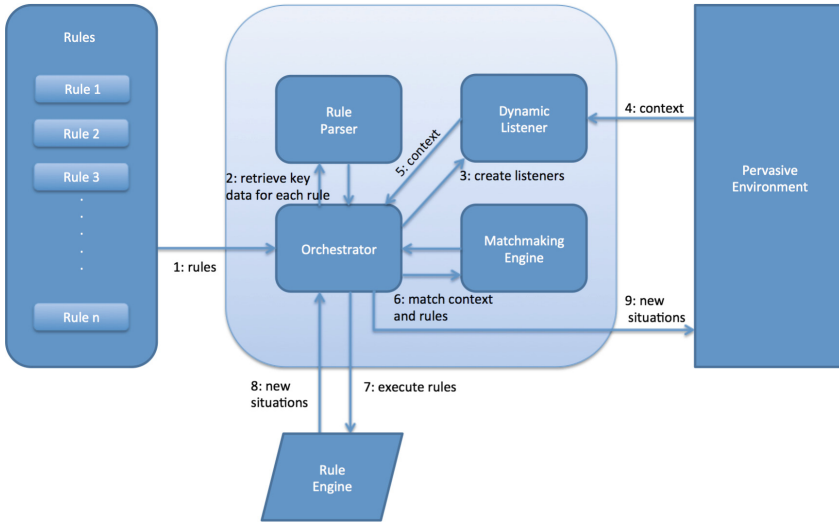 Rules
Rule 1
Rule 2
Rule 3
Rule n
1: rules
Rule
Parser
Dynamic
Listener
4: context
Pervasive
Environment
5: context
2: retrieve key
data for each rule
3: create listeners
Orchestrator
Matchmaking
Engine
6: match context
and rules
9: new
situations
8: new
situations
7: execute rules
Rule
Engine